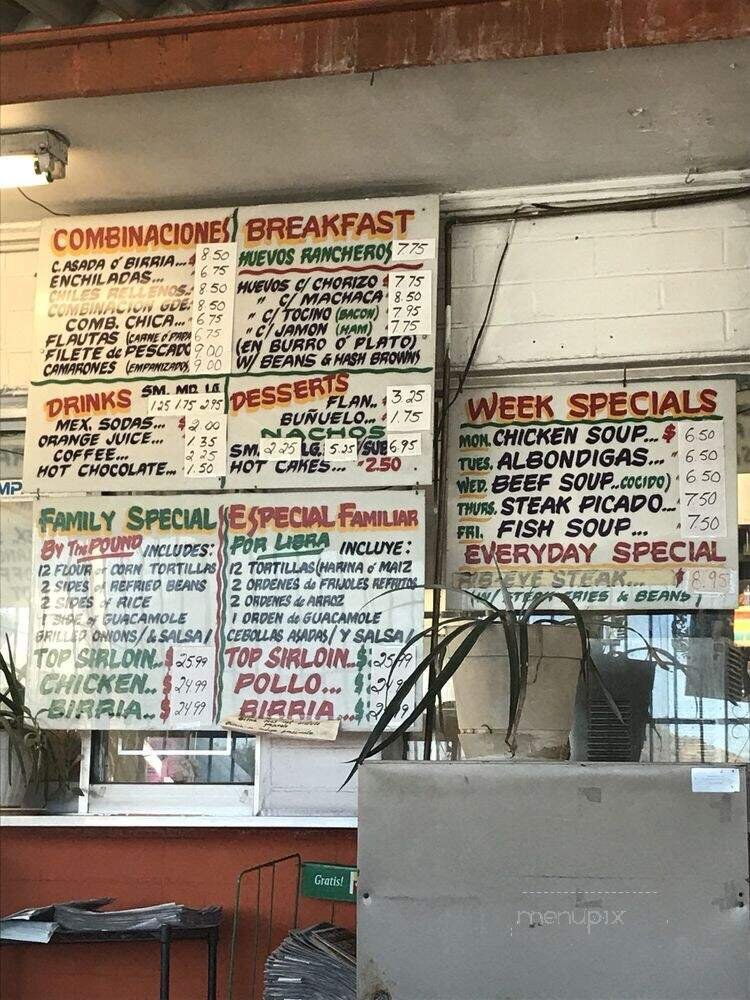 COMBINACIONES
C. ASADA Ó BIRRIA... 8.50
ENCHILADAS... 6.75
CHILES RELLENOS.. 8.50
COMBINACION GDE. 8.50
COMB. CHICA... 6.75
FLAUTAS (CARNE Ó PAPA 6.75
FILETE de PESCADO 9.00
CAMARONES (EMPANIZADOS) 9.00
BREAKFAST
HUEVOS RANCHEROS 7.75
HUEVOS C/ CHORIZO 7.75
" C/ MACHACA 8.50
" C/ TOCINO (BACON) 7.95
" C/ JAMON (HAM) 7.75
(EN BURRO Ó PLATO)
W/ BEANS & HASH BROWNS
DRINKS SM. MD. LG.
1.25 1.75 2.95
MEX. SODAS... $ 2.00
ORANGE JUICE... 1.35
COFFEE... 2.25
HOT CHOCOLATE... 1.50
DESSERTS
FLAN.. 3.25
BUÑUELO... 1.75
NACHOS
SM. 2.25 LG. 5.25 /SUB 6.95
HOT CAKES... "2.50
WEEK SPECIALS
MON. CHICKEN SOUP... $ 6.50
TUES. ALBONDIGAS... " 6.50
WED. BEEF SOUP..(COCIDO) 6.50
THURS. STEAK PICADO... 7.50
FRI. FISH SOUP... 7.50
EVERYDAY SPECIAL
RIB-EYE STEAK... $ 8.95
W/ STEAK FRIES & BEANS
FAMILY SPECIAL
BY THE POUND INCLUDES:
12 FLOUR or CORN TORTILLAS
2 SIDES of REFRIED BEANS
2 SIDES of RICE
1 SIDE of GUACAMOLE
GRILLED ONIONS/ & SALSA/
TOP SIRLOIN.. $ 25.99
CHICKEN.. $ 24.99
BIRRIA.. $ 24.99
ESPECIAL FAMILIAR
POR LIBRA INCLUYE:
12 TORTILLAS (HARINA ó MAIZ
2 ORDENES de FRIJOLES REFRITOS
2 ORDENES de ARROZ
1 ORDEN de GUACAMOLE
CEBOLLAS ASADAS/ Y SALSA/
TOP SIRLOIN.. $ 25.99
POLLO... $
BIRRIA... $
MP
Gratis!
menupix